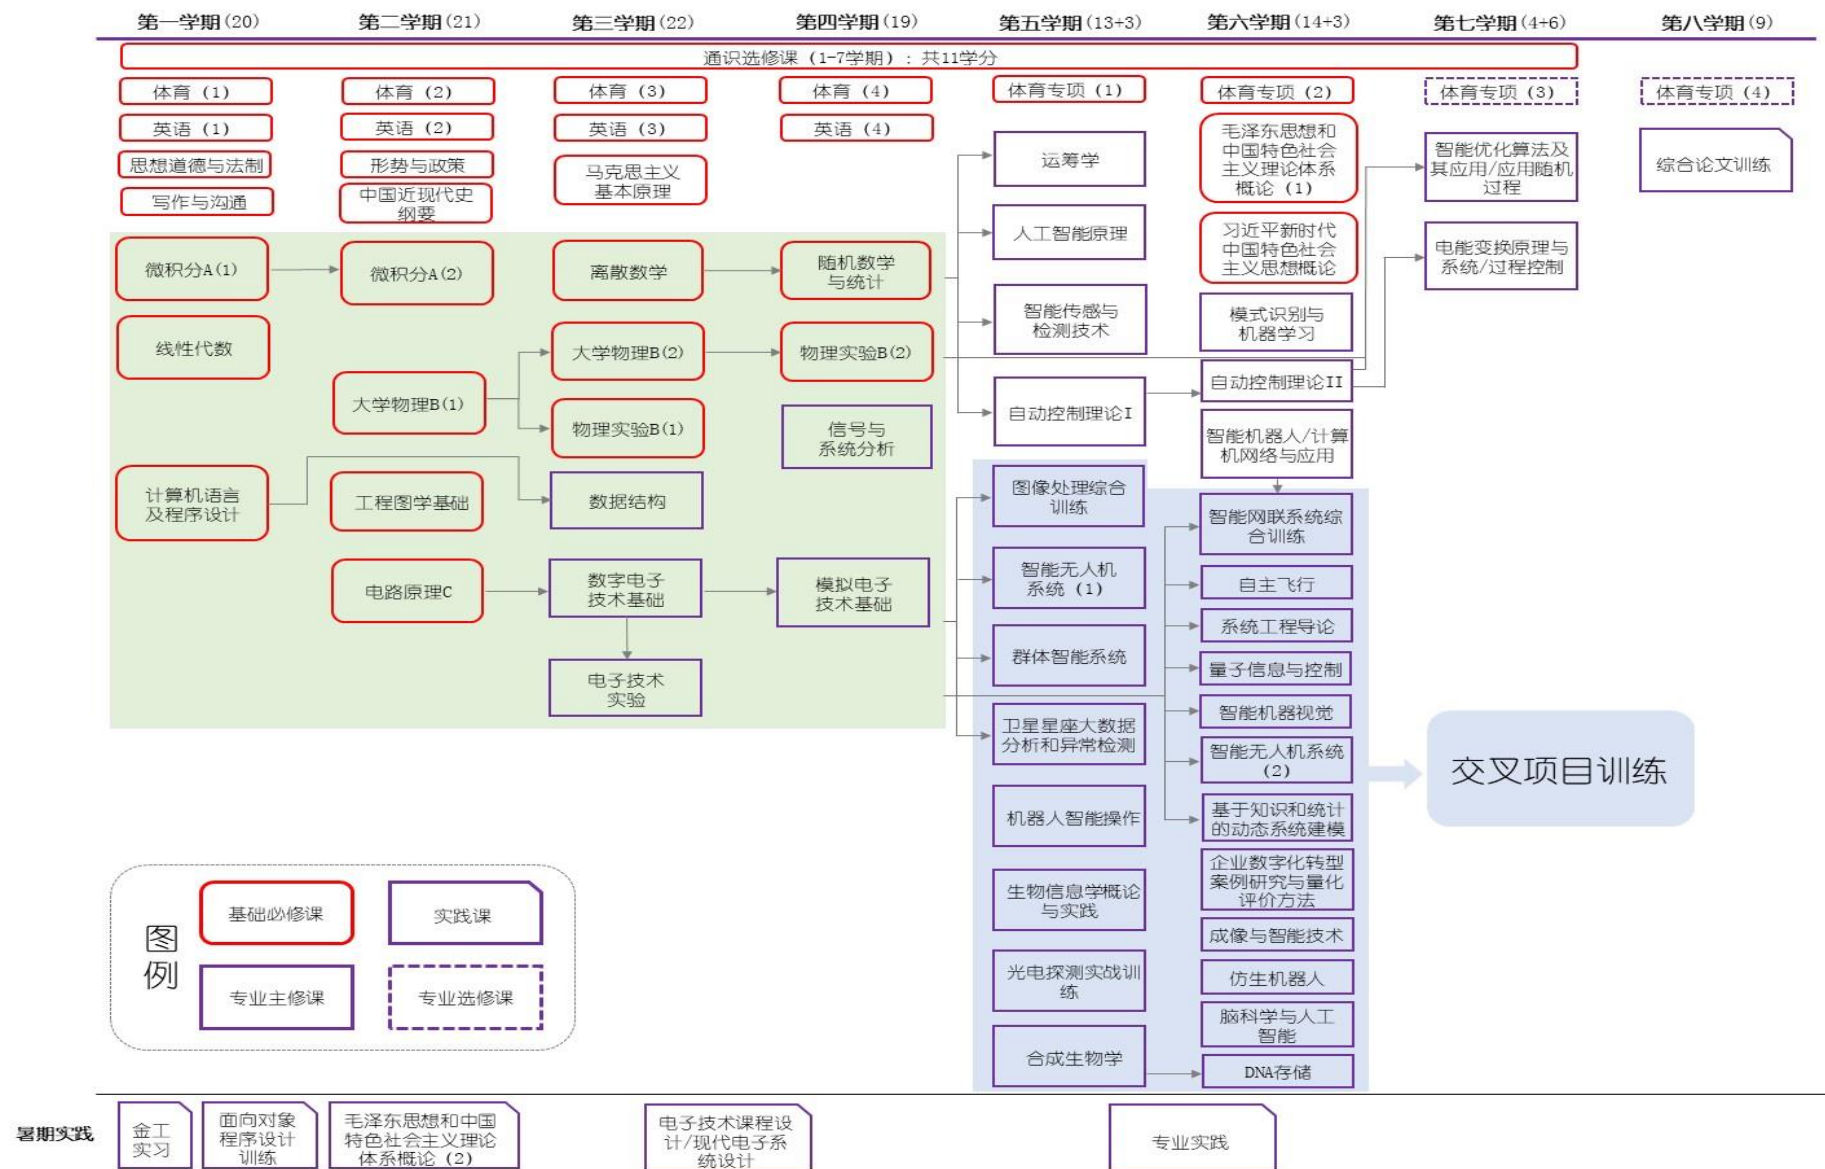 第一学期(20)
第二学期(21)
第三学期(22)
第四学期(19)
第五学期(13+3)
第六学期(14+3)
第七学期(4+6)
第八学期(9)
通识选修课（1-7学期）：共11学分
体育（1）
体育（2）
体育（3）
体育（4）
体育专项（1）
体育专项（2）
体育专项（3）
体育专项（4）
英语（1）
英语（2）
英语（3）
英语（4）
思想道德与法制
形势与政策
马克思主义
基本原理
写作与沟通
中国近现代史
纲要
运筹学
毛泽东思想和
中国特色社会
主义理论体系
概论（1）
智能优化算法及
其应用/应用随机
过程
综合论文训练
微积分A(1)
微积分A(2)
离散数学
随机数学
与统计
人工智能原理
习近平新时代
中国特色社会
主义思想概论
电能变换原理与
系统/过程控制
线性代数
大学物理B(1)
大学物理B(2)
物理实验B(2)
物理实验B(1)
信号与
系统分析
智能传感与
检测技术
模式识别与
机器学习
自动控制理论I
自动控制理论II
智能机器人/计算
机网络与应用
计算机语言
及程序设计
工程图学基础
数据结构
电路原理C
数字电子
技术基础
模拟电子
技术基础
电子技术
实验
图像处理综合
训练
智能无人机
系统（1）
群体智能系统
卫星星座大数据
分析和异常检测
机器人智能操作
生物信息学概论
与实践
光电探测实战训
练
合成生物学
智能网联系统综
合训练
自主飞行
系统工程导论
量子信息与控制
智能机器视觉
智能无人机系统
（2）
基于知识和统计
的动态系统建模
企业数字化转型
案例研究与量化
评价方法
成像与智能技术
仿生机器人
脑科学与人工
智能
DNA存储
交叉项目训练
图
例
基础必修课
实践课
专业主修课
专业选修课
暑期实践
金工
实习
面向对象
程序设计
训练
毛泽东思想和中国
特色社会主义理论
体系概论（2）
电子技术课程设
计/现代电子系
统设计
专业实践